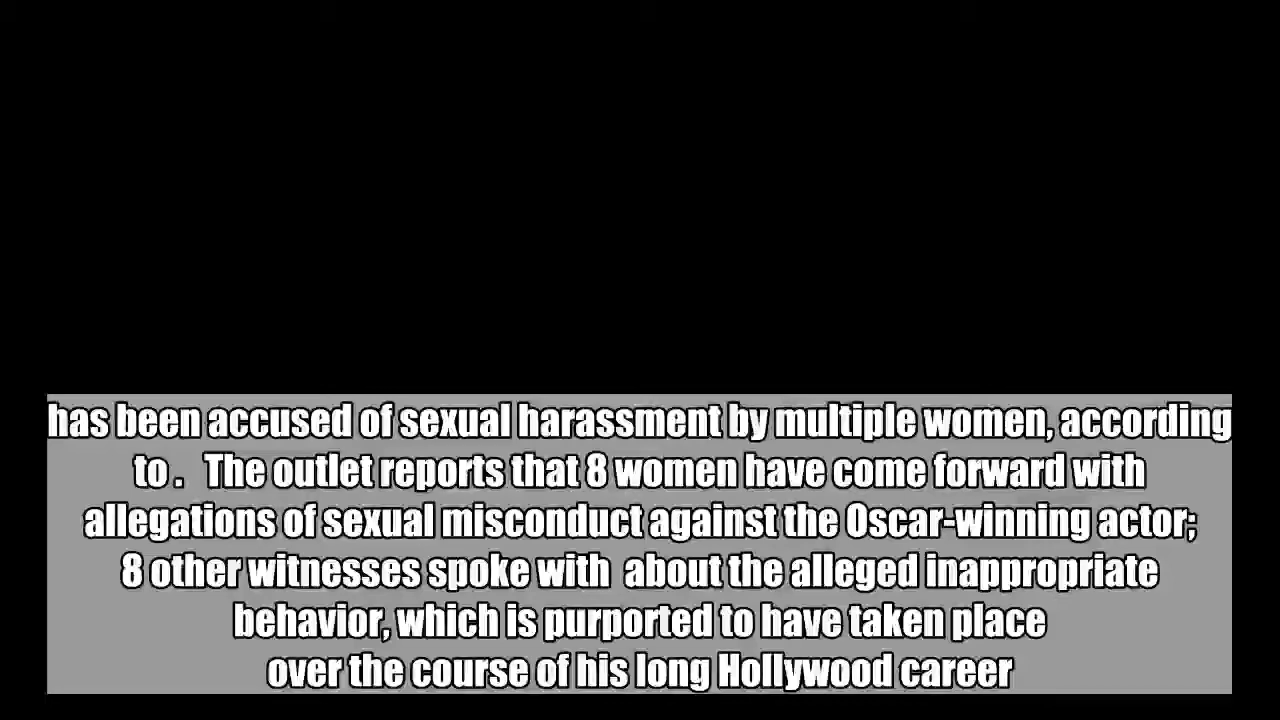 has been accused of sexual harassment by multiple women, according
to .   The outlet reports that 8 women have come forward with
allegations of sexual misconduct against the Oscar-winning actor;
8 other witnesses spoke with  about the alleged inappropriate
behavior, which is purported to have taken place
over the course of his long Hollywood career